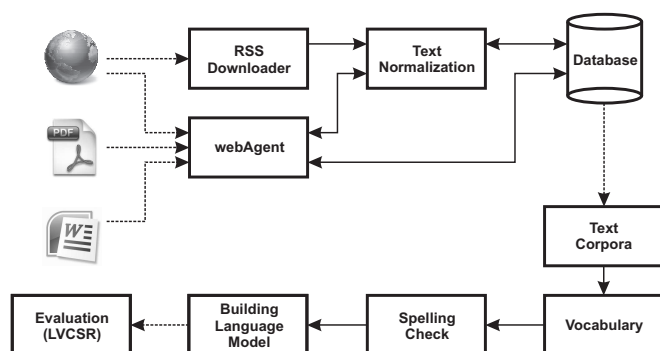 RSS
Downloader
Text
Normalization
Database
PDF
webAgent
W
Text
Corpora
Evaluation
(LVCSR)
Building
Language
Model
Spelling
Check
Vocabulary